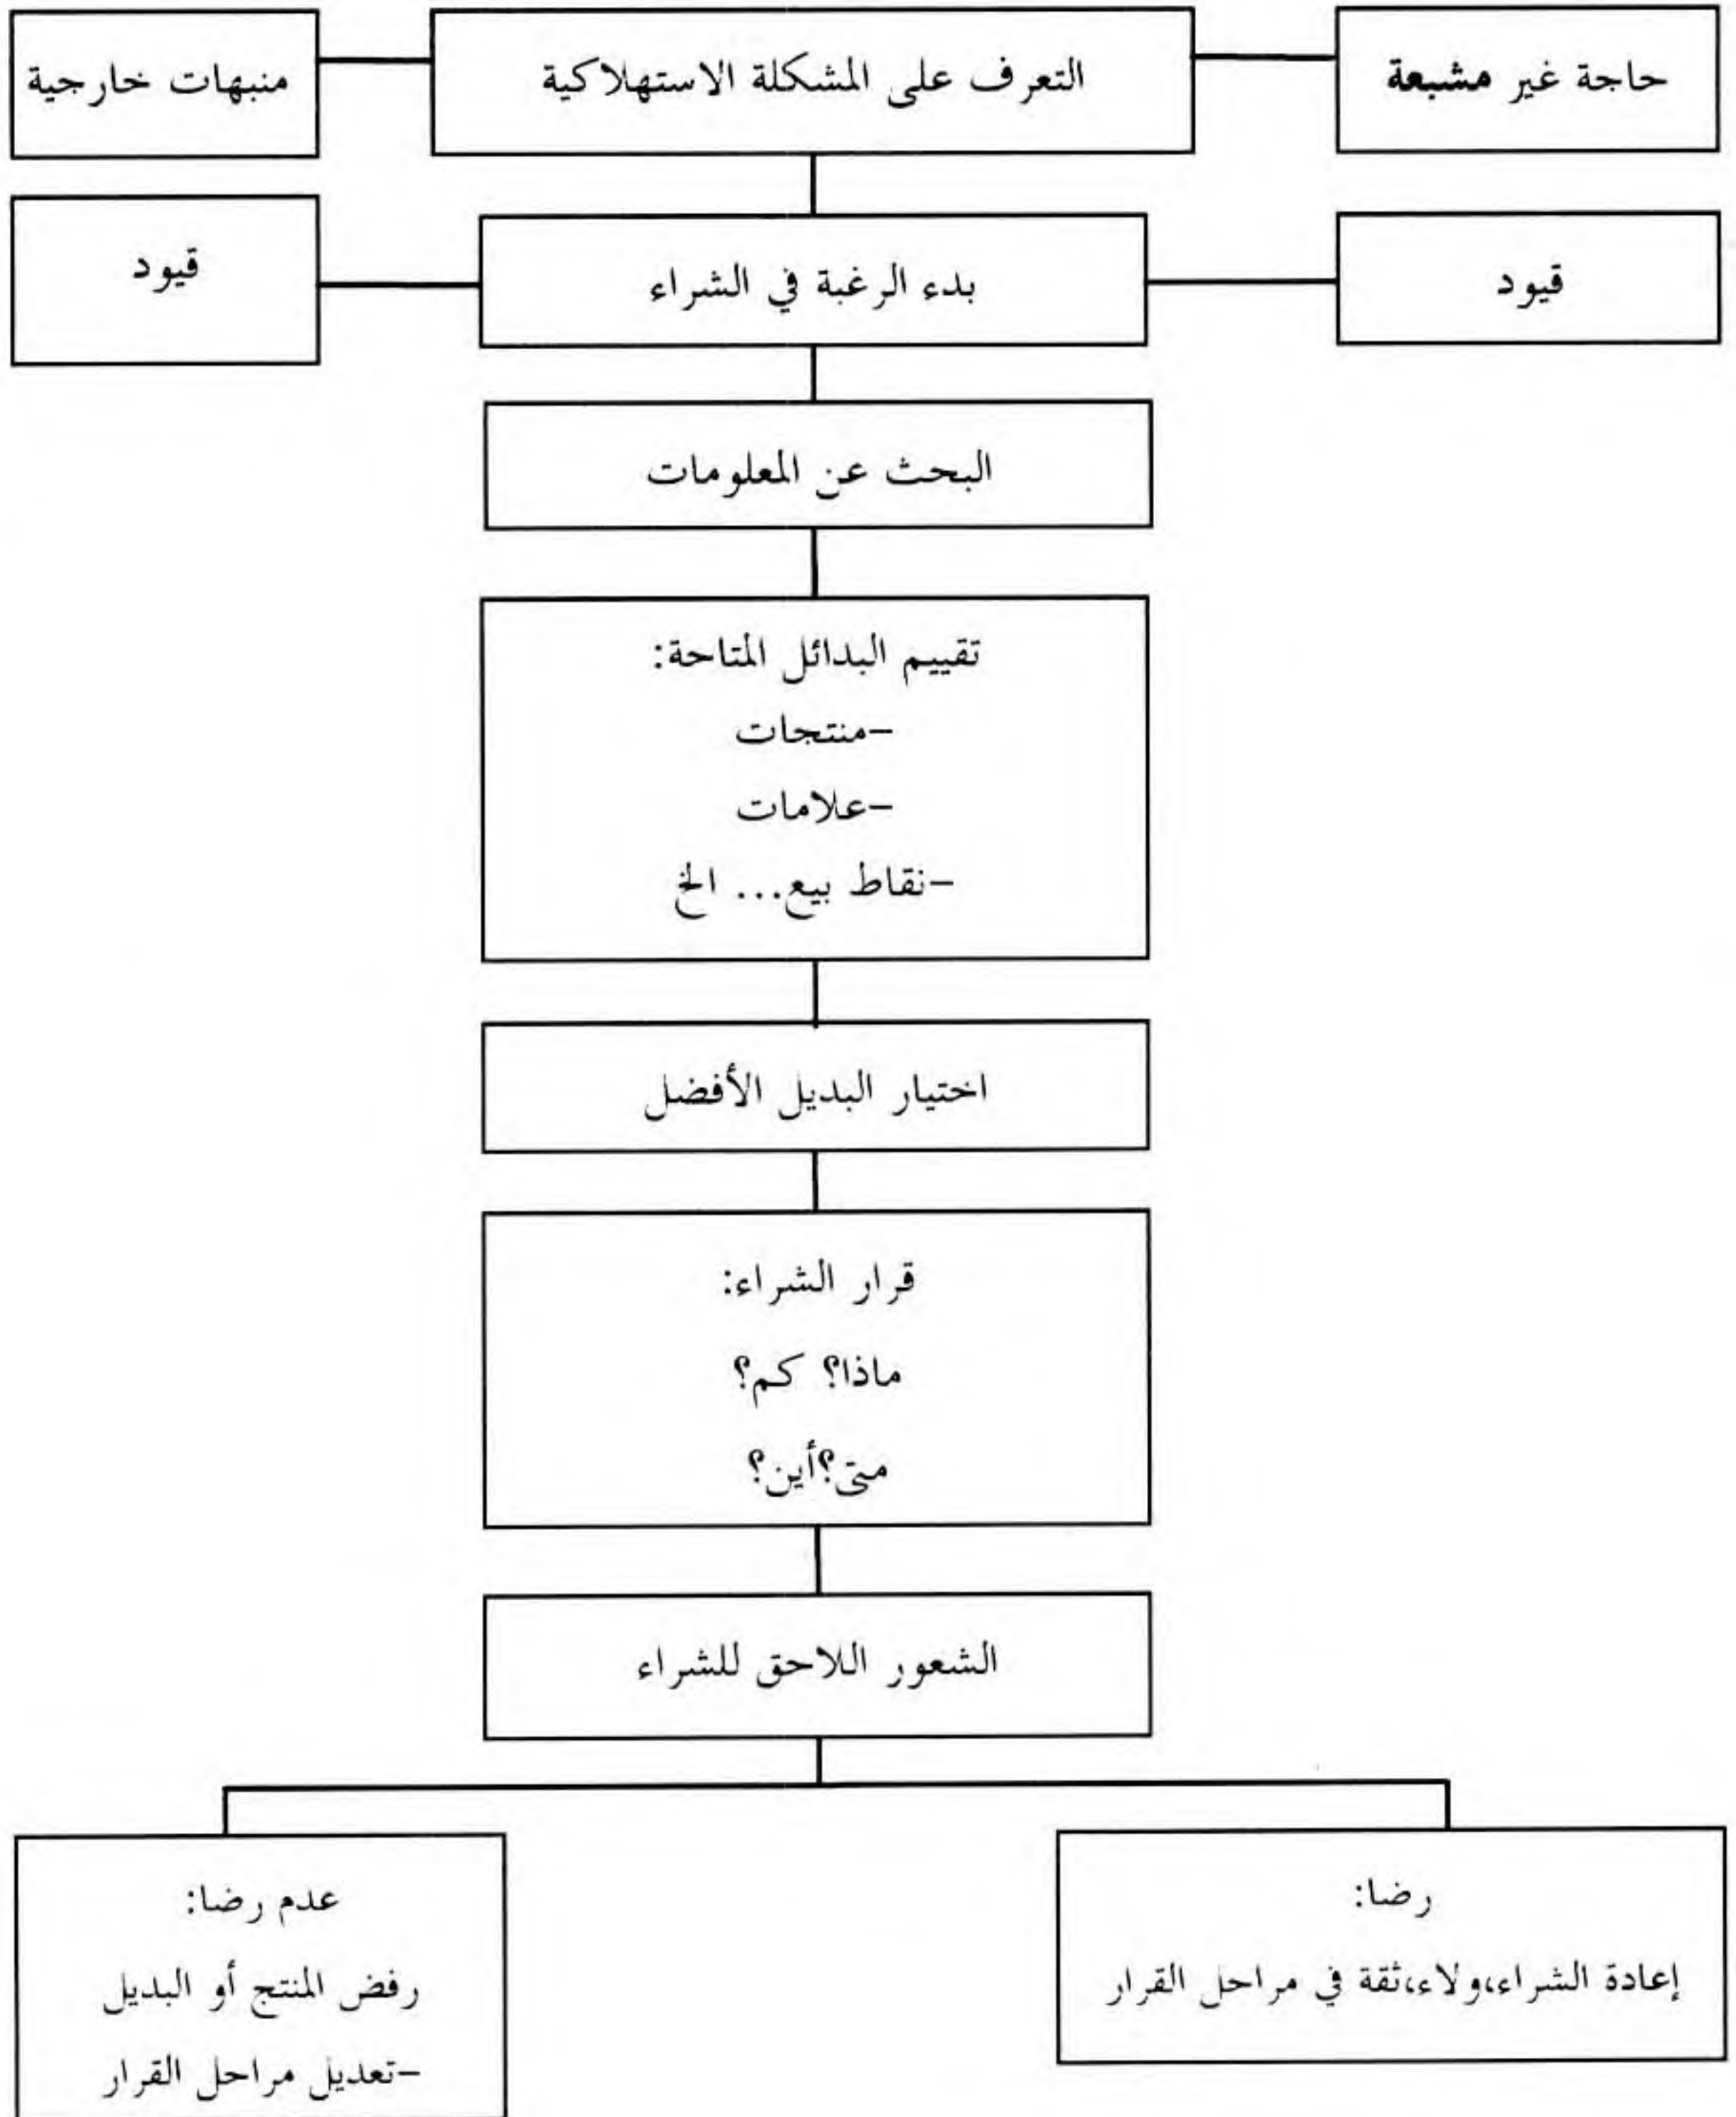 حاجة غير مشبعة
التعرف على المشكلة الاستهلاكية
منبهات خارجية
قيود
بدء الرغبة في الشراء
قيود
البحث عن المعلومات
تقييم البدائل المتاحة:
-منتجات
-علامات
-نقاط بيع... الخ
اختيار البديل الأفضل
قرار الشراء:
ماذا؟ كم؟
متى؟أين؟
الشعور اللاحق للشراء
رضا:
إعادة الشراء،ولاء،ثقة في مراحل القرار
عدم رضا:
رفض المنتج أو البديل
-تعديل مراحل القرار